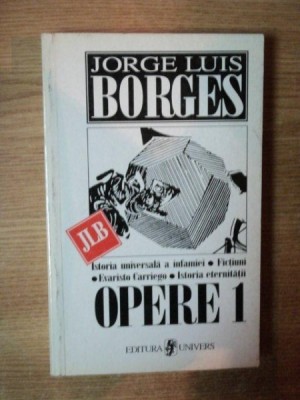 JORGE LUIS
BORGES
JLB
Istoria universală a infamiei • Ficțiuni
• Evaristo Carriego • Istoria eternității
OPERE 1
EDITURA UNIVERS